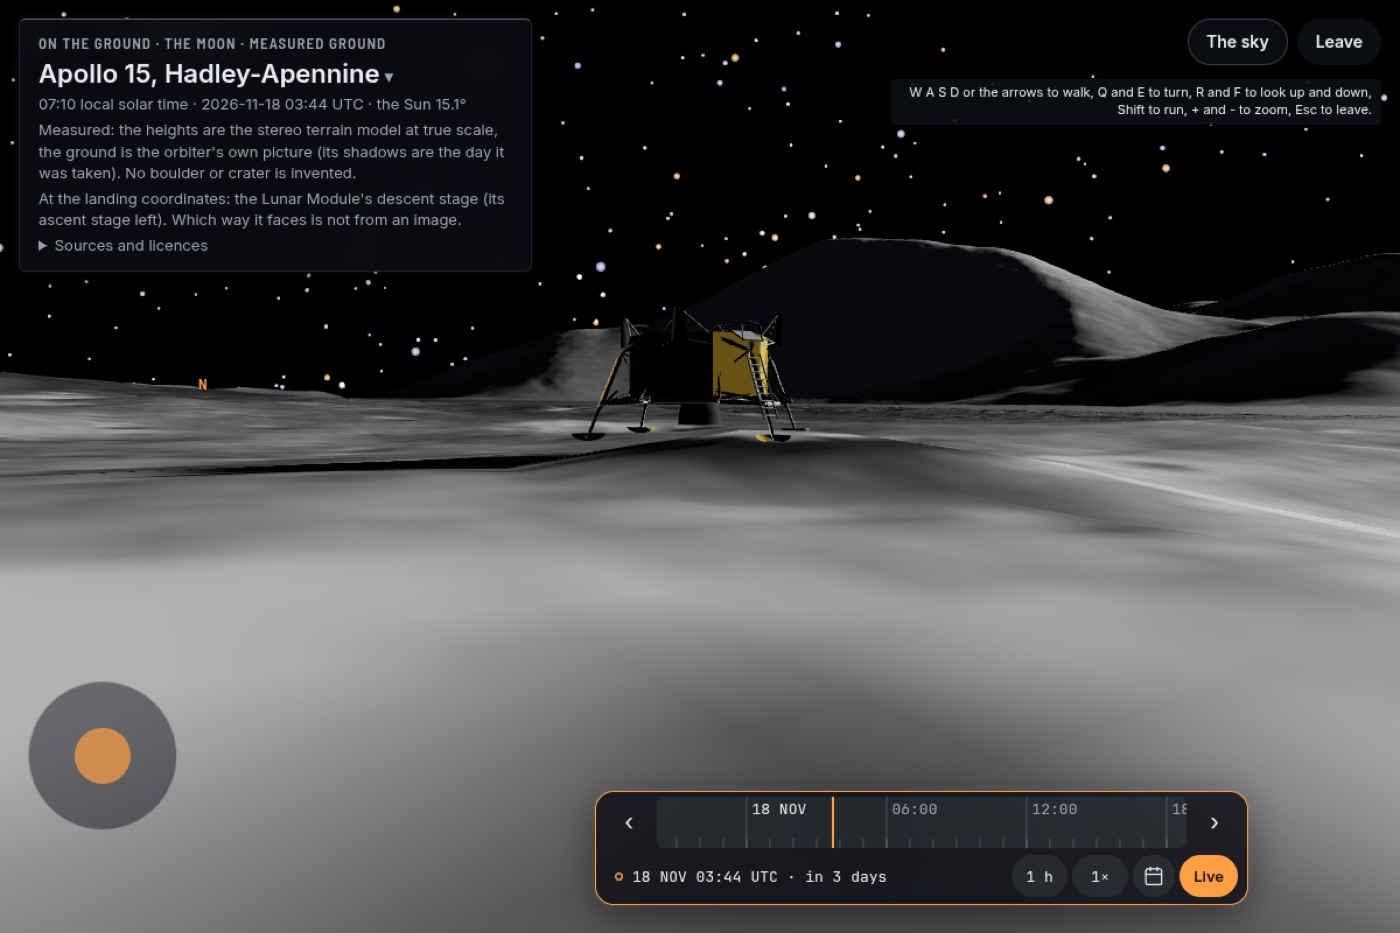 ON THE GROUND · THE MOON · MEASURED GROUND
Apollo 15, Hadley-Apennine ▾
07:10 local solar time · 2026-11-18 03:44 UTC · the Sun 15.1°
Measured: the heights are the stereo terrain model at true scale,
the ground is the orbiter's own picture (its shadows are the day it
was taken). No boulder or crater is invented.
At the landing coordinates: the Lunar Module's descent stage (its
ascent stage left). Which way it faces is not from an image.
▶ Sources and licences
The sky
Leave
W A S D or the arrows to walk, Q and E to turn, R and F to look up and down,
Shift to run, + and - to zoom, Esc to leave.
N
‹
18 NOV
06:00
12:00
18
›
18 NOV 03:44 UTC · in 3 days
1 h
1×
Live